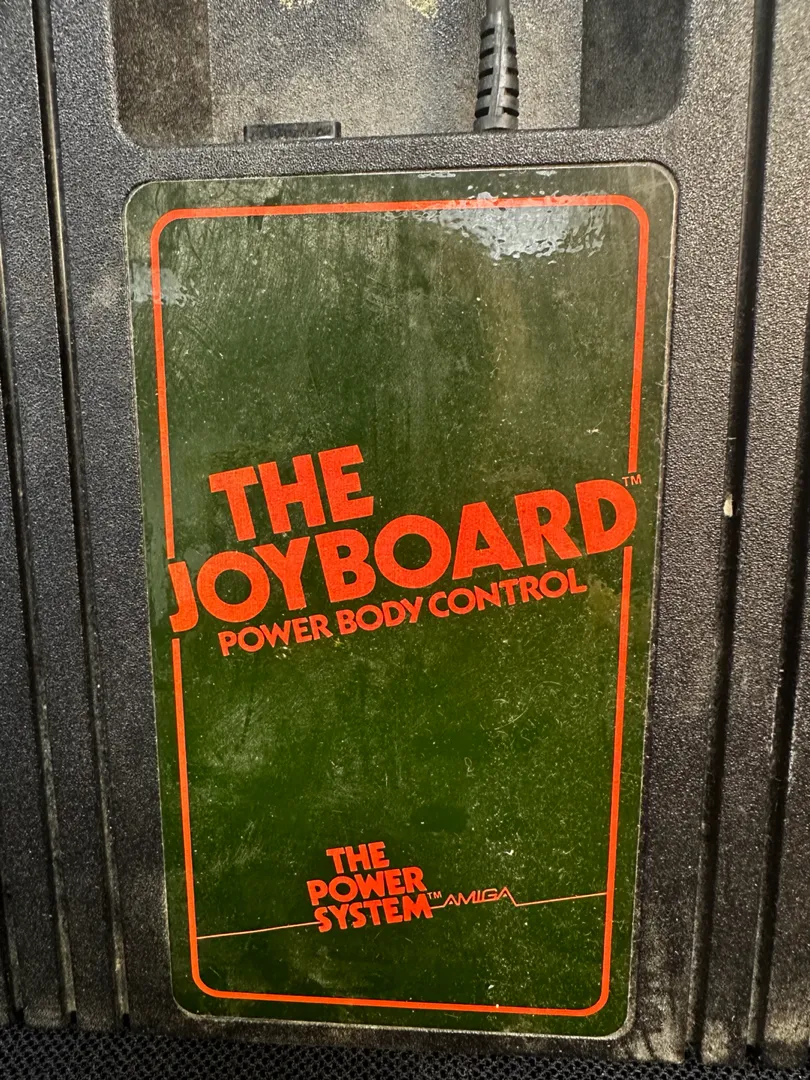 THE
JOYBOARD™
POWER BODY CONTROL
THE
POWER
SYSTEM™ AMIGA